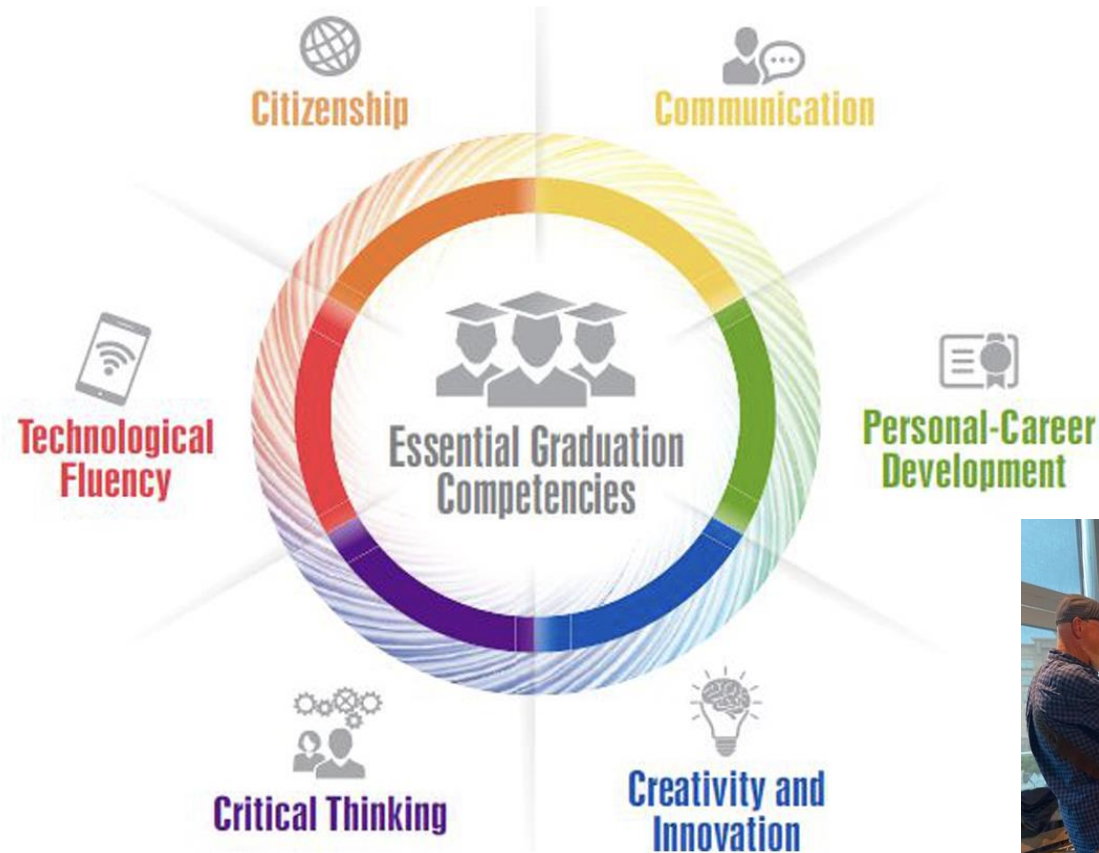 Citizenship
Communication
Technological
Fluency
Essential Graduation
Competencies
Personal-Career
Development
Critical Thinking
Creativity and
Innovation